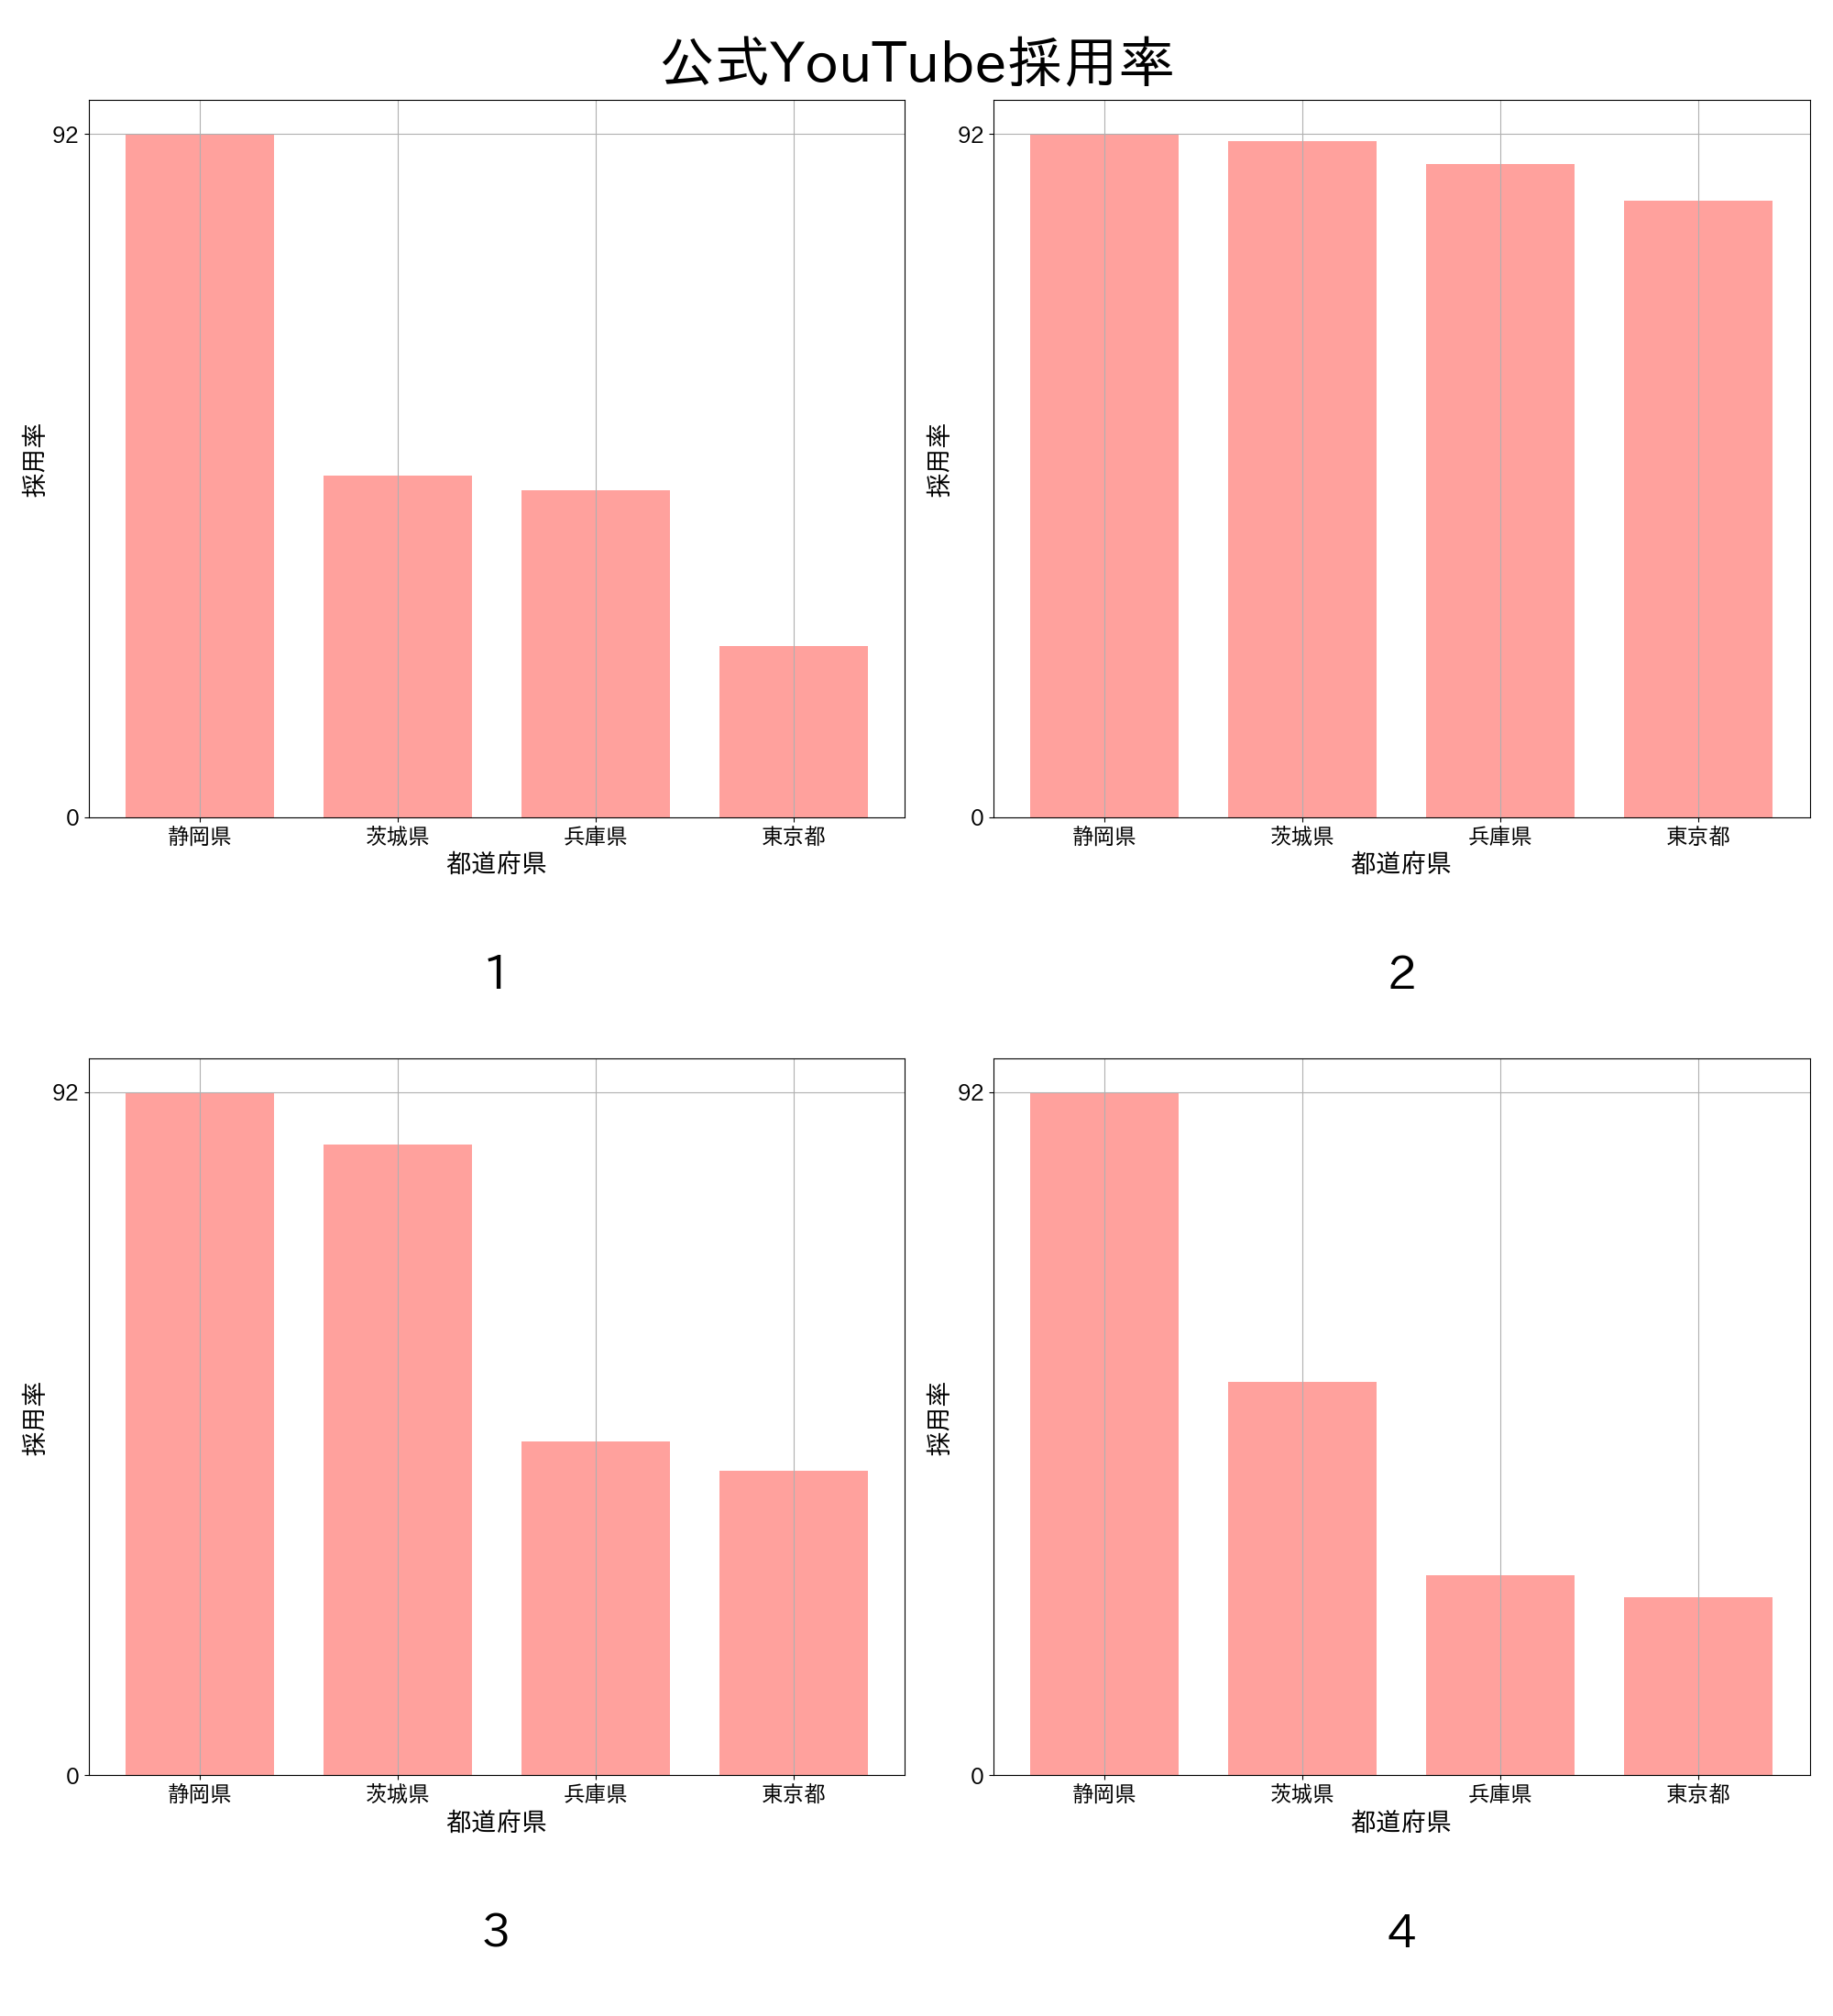 公式YouTube採用率
92
0
採用率
静岡県 茨城県 兵庫県 東京都
都道府県
1
92
0
採用率
静岡県 茨城県 兵庫県 東京都
都道府県
2
92
0
採用率
静岡県 茨城県 兵庫県 東京都
都道府県
3
92
0
採用率
静岡県 茨城県 兵庫県 東京都
都道府県
4